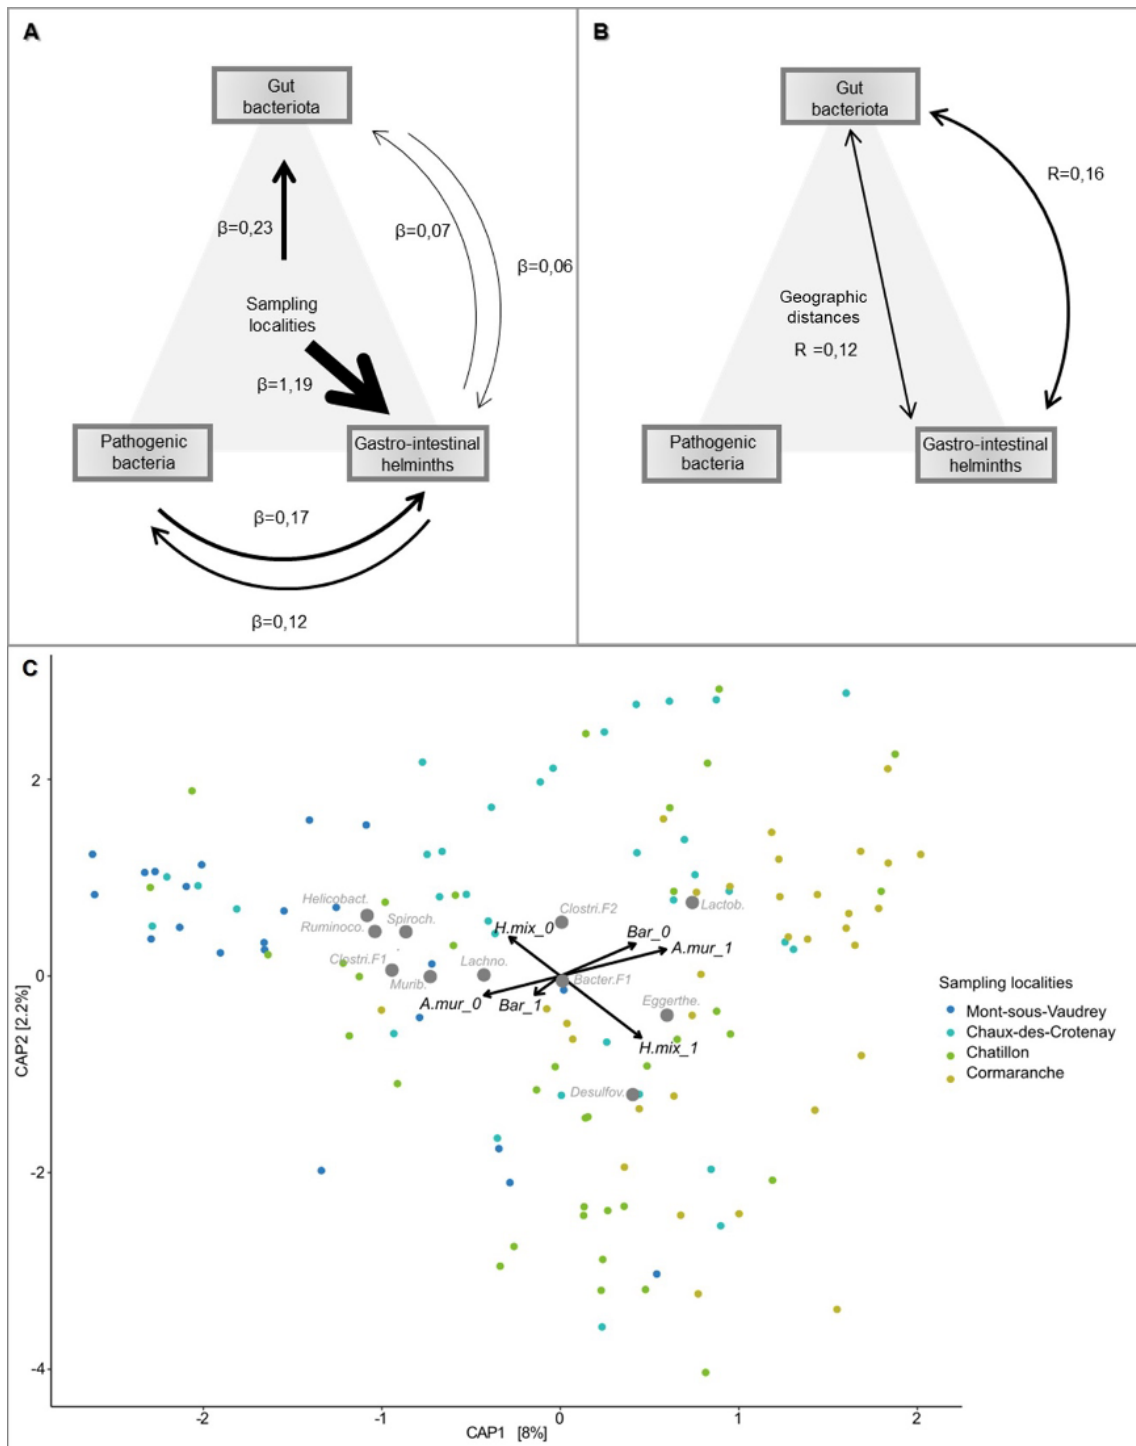 A
Gut
bacteriota
β=0,23
β=0,07
β=0,06
Sampling
localities
β=1,19
Pathogenic
bacteria
Gastro-intestinal
helminths
β=0,17
β=0,12
B
Gut
bacteriota
R=0,16
Geographic
distances
R =0,12
Pathogenic
bacteria
Gastro-intestinal
helminths
C
2
0
-2
-4
CAP2 [2.2%]
Helicobact.
Ruminoco.
Spiroch.
Clostri.F1
Murib.
Lachno.
Clostri.F2
Lactob.
H.mix_0
Bar_0
A.mur_1
Bacter.F1
A.mur_0
Bar_1
Eggerthe.
H.mix_1
Desulfov.
Sampling localities
Mont-sous-Vaudrey
Chaux-des-Crotenay
Chatillon
Cormaranche
-2
-1
0
1
2
CAP1 [8%]